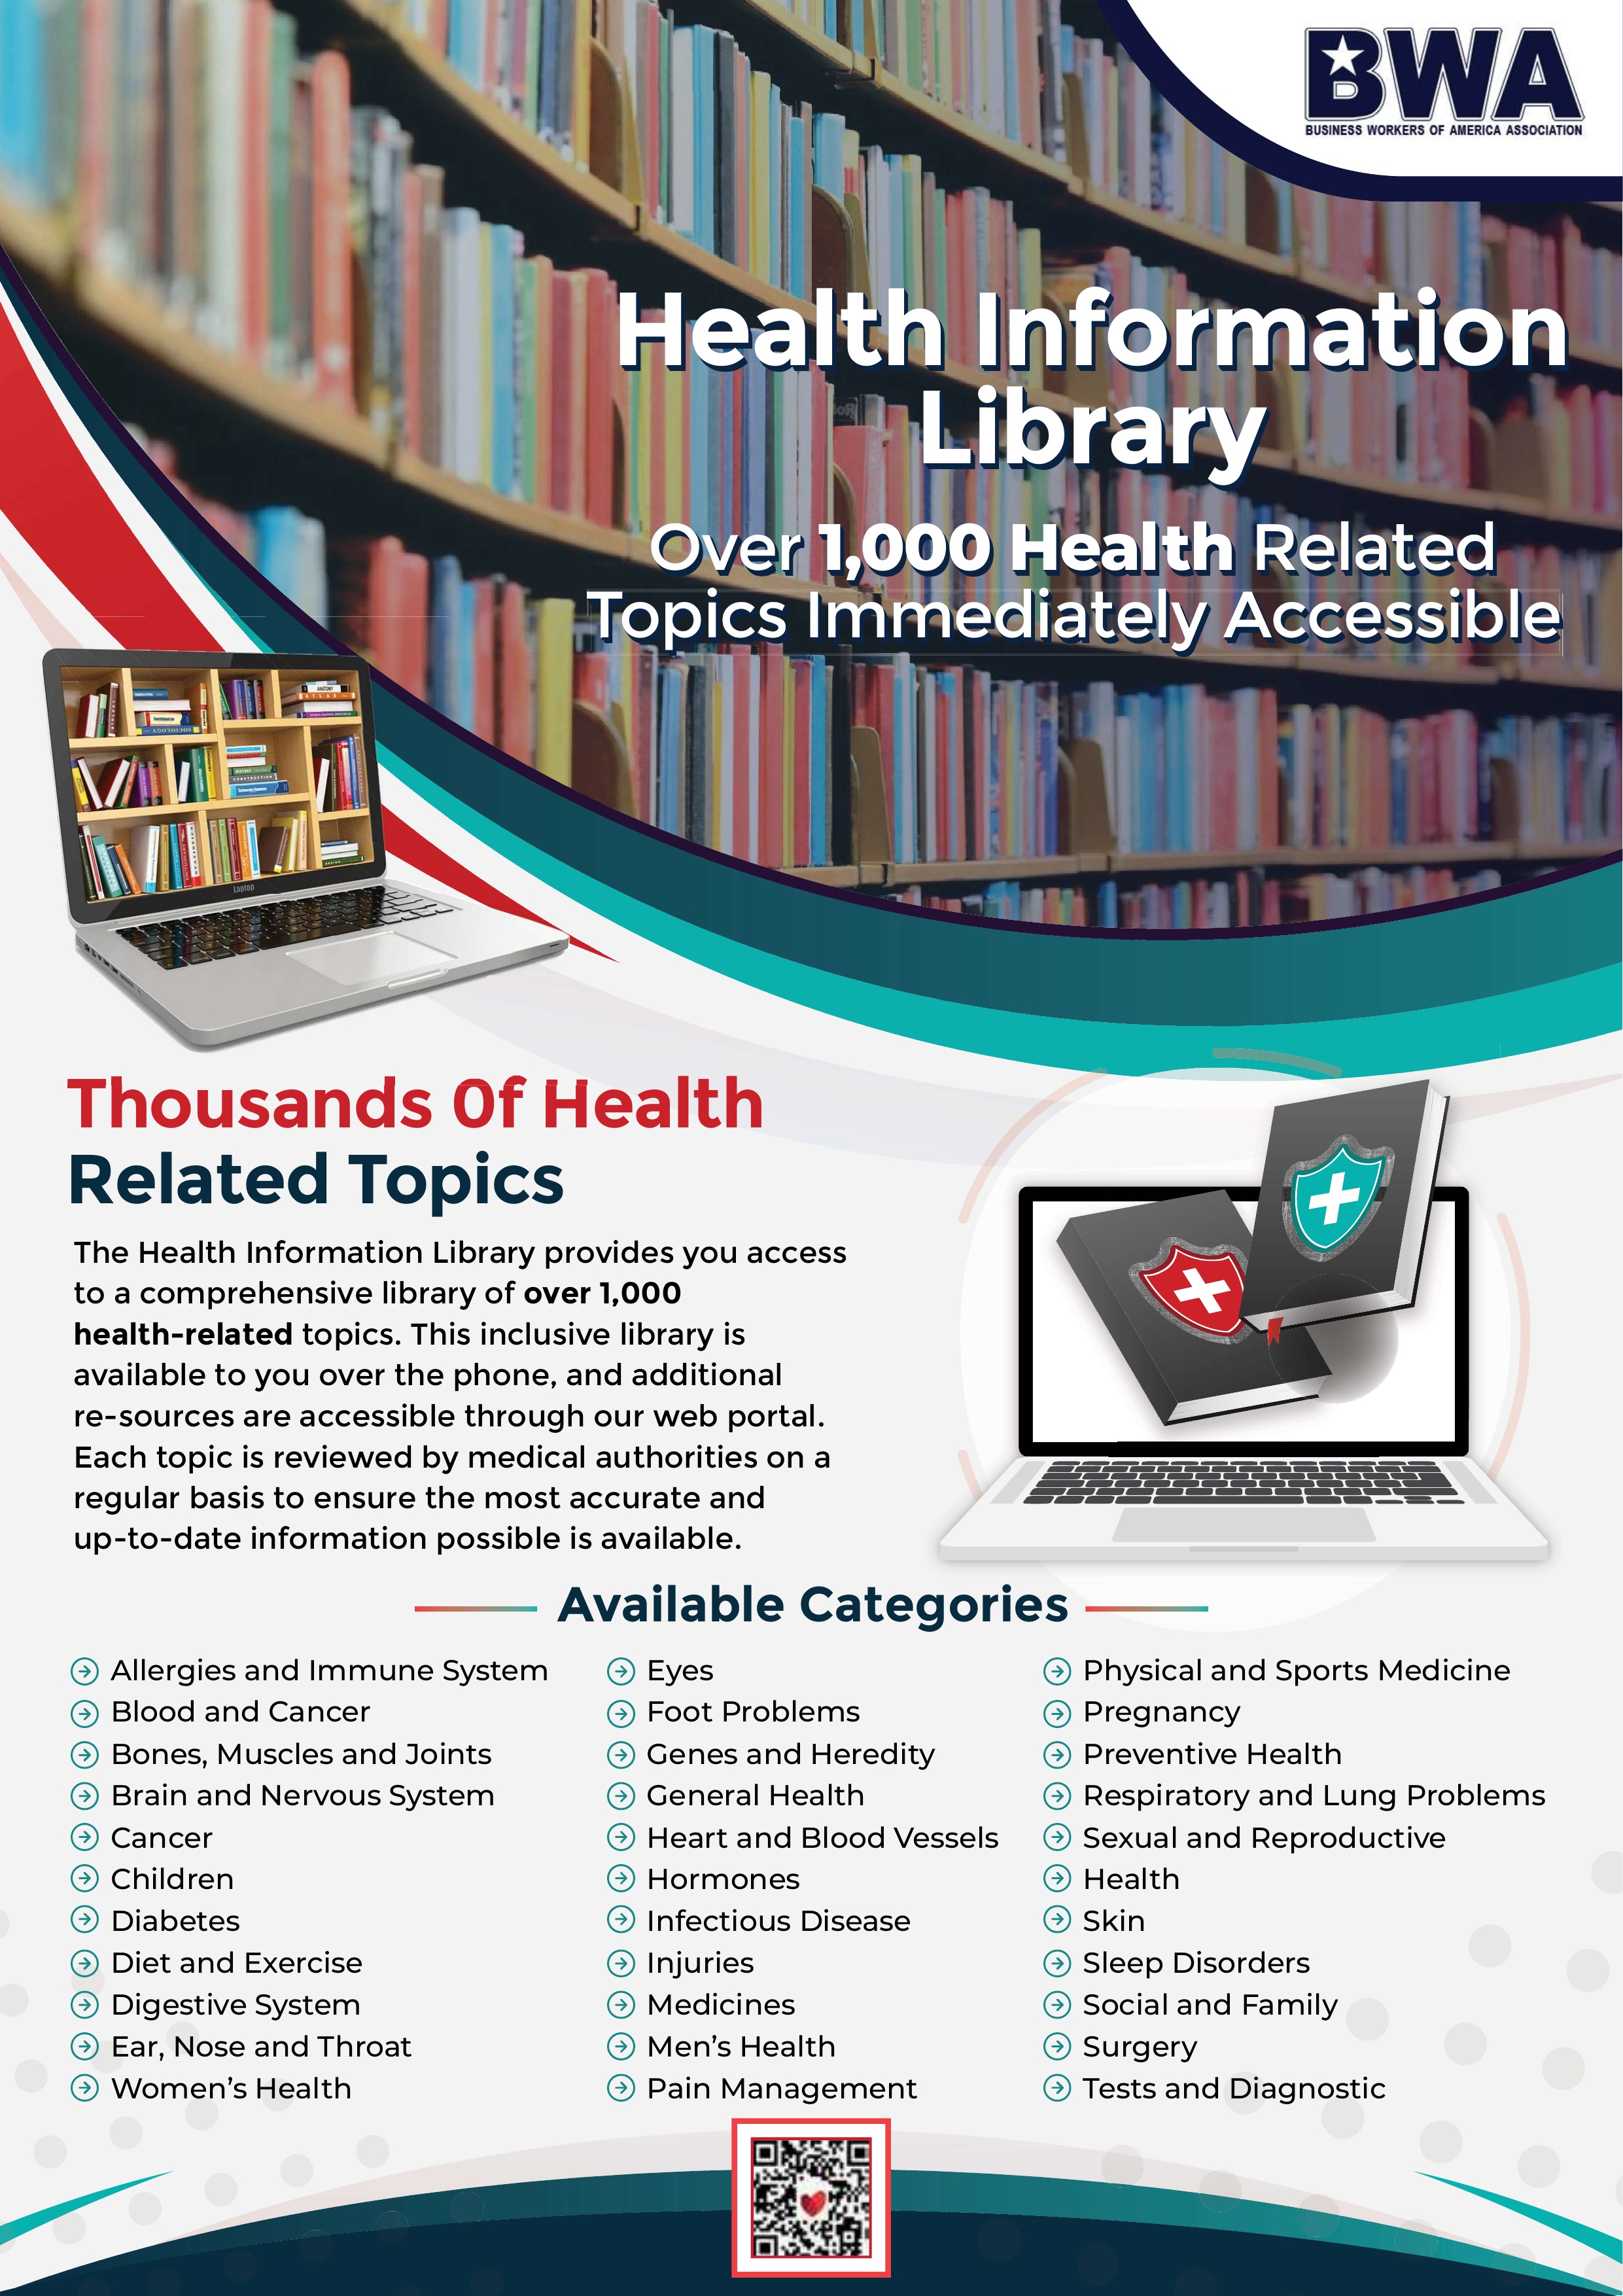 BWA
BUSINESS WORKERS OF AMERICA ASSOCIATION
Health Information
Library
Over 1,000 Health Related
Topics Immediately Accessible
ANATOMY
ATLAS
SOCIOLOGY
HISTORY
CONSTRUCTION
Laptop
Thousands 0f Health
Related Topics
The Health Information Library provides you access
to a comprehensive library of over 1,000
health-related topics. This inclusive library is
available to you over the phone, and additional
re-sources are accessible through our web portal.
Each topic is reviewed by medical authorities on a
regular basis to ensure the most accurate and
up-to-date information possible is available.
Available Categories
Allergies and Immune System
Blood and Cancer
Bones, Muscles and Joints
Brain and Nervous System
Cancer
Children
Diabetes
Diet and Exercise
Digestive System
Ear, Nose and Throat
Women’s Health
Eyes
Foot Problems
Genes and Heredity
General Health
Heart and Blood Vessels
Hormones
Infectious Disease
Injuries
Medicines
Men’s Health
Pain Management
Physical and Sports Medicine
Pregnancy
Preventive Health
Respiratory and Lung Problems
Sexual and Reproductive
Health
Skin
Sleep Disorders
Social and Family
Surgery
Tests and Diagnostic